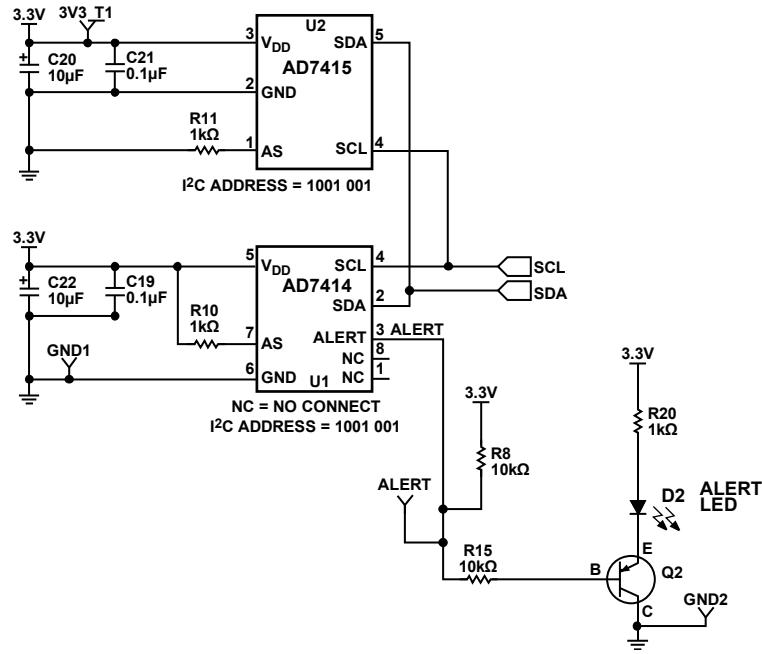 3.3V
3V3_T1
C20
10µF
C21
0.1µF
3
VDD
2
GND
R11
1kΩ
1
AS
U2
AD7415
SDA
5
SCL
4
I2C ADDRESS = 1001 001
3.3V
C22
10µF
C19
0.1µF
R10
1kΩ
GND1
5
VDD
7
AS
6
GND
AD7414
U1
SCL
4
SDA
2
ALERT
3
ALERT
NC
8
NC
1
SCL
SDA
NC = NO CONNECT
I2C ADDRESS = 1001 001
3.3V
R8
10kΩ
ALERT
R15
10kΩ
3.3V
R20
1kΩ
D2
ALERT
LED
E
B
Q2
C
GND2